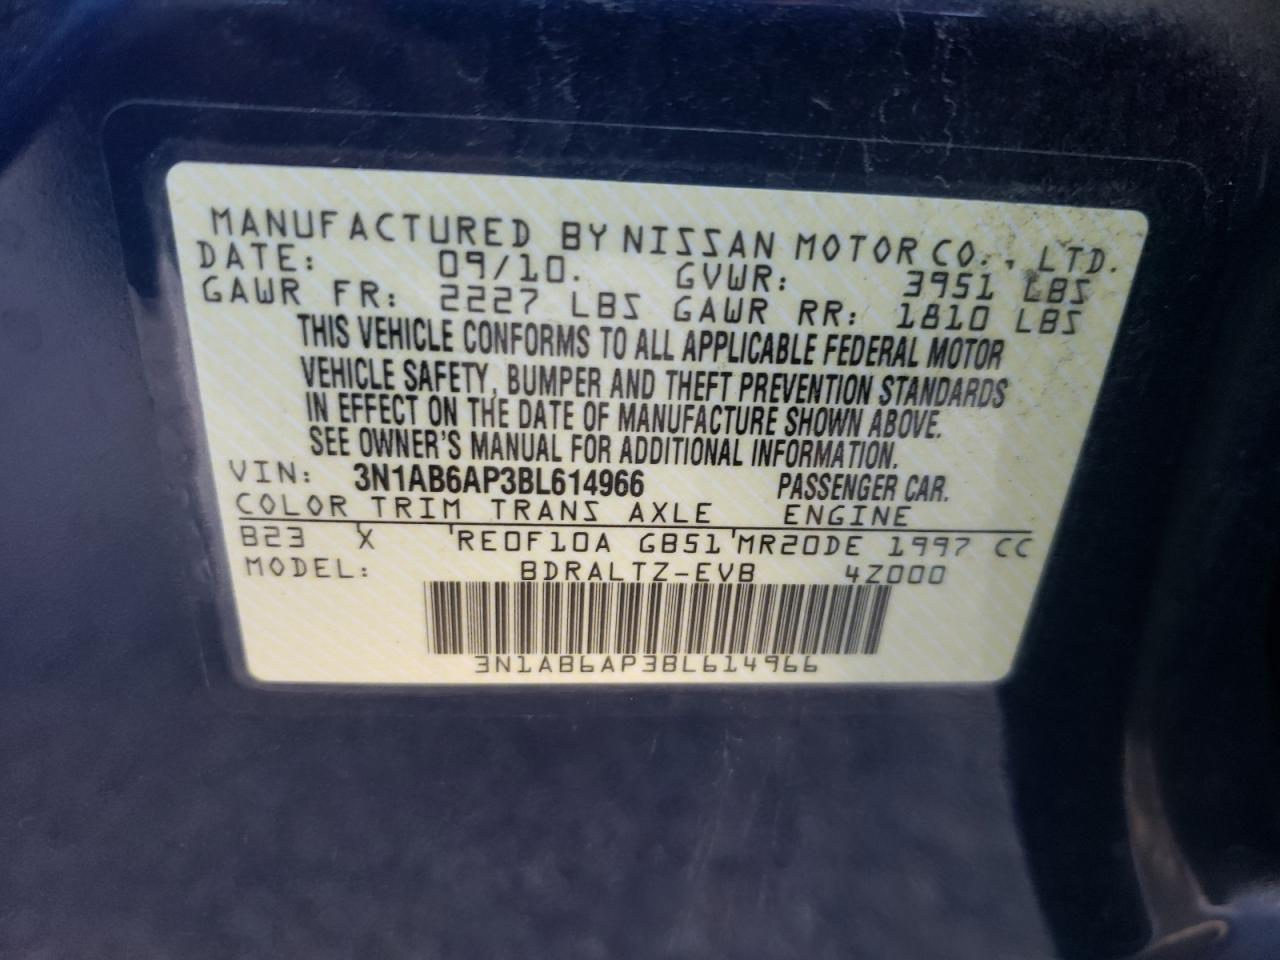 MANUFACTURED BY NISSAN MOTOR CO., LTD.
DATE: 09/10. GVWR: 3951 LBS
GAWR FR: 2227 LBS GAWR RR: 1810 LBS
THIS VEHICLE CONFORMS TO ALL APPLICABLE FEDERAL MOTOR
VEHICLE SAFETY, BUMPER AND THEFT PREVENTION STANDARDS
IN EFFECT ON THE DATE OF MANUFACTURE SHOWN ABOVE.
SEE OWNER'S MANUAL FOR ADDITIONAL INFORMATION.
VIN: 3N1AB6AP3BL614966 PASSENGER CAR.
COLOR TRIM TRANS AXLE ENGINE
B23 X RE0F10A GB51 MR20DE 1997 CC
MODEL: BDRALTZ-EVB 4Z000
3N1AB6AP3BL614966